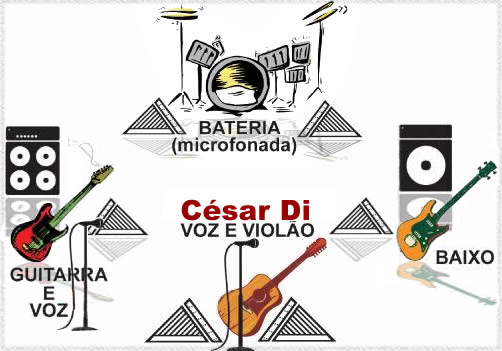 BATERIA
(microfonada)
César Di
VOZ E VIOLÃO
GUITARRA
E
VOZ
BAIXO